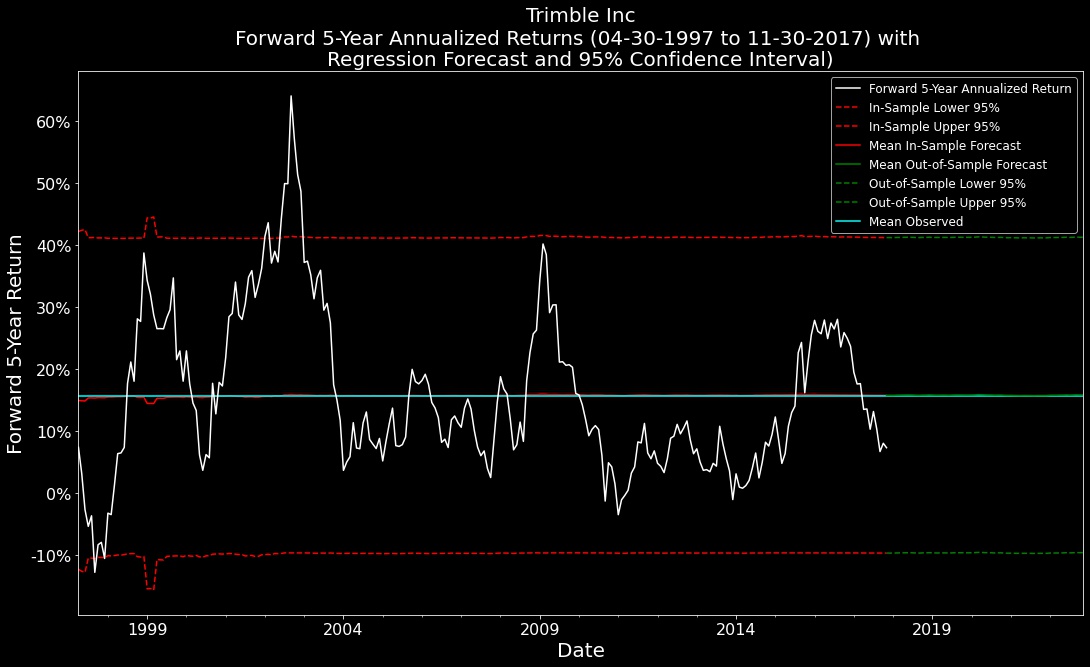 Trimble Inc
Forward 5-Year Annualized Returns (04-30-1997 to 11-30-2017) with
Regression Forecast and 95% Confidence Interval)
Forward 5-Year Annualized Return
In-Sample Lower 95%
In-Sample Upper 95%
Mean In-Sample Forecast
Mean Out-of-Sample Forecast
Out-of-Sample Lower 95%
Out-of-Sample Upper 95%
Mean Observed
Forward 5-Year Return
60%
50%
40%
30%
20%
10%
0%
-10%
1999
2004
2009
2014
2019
Date